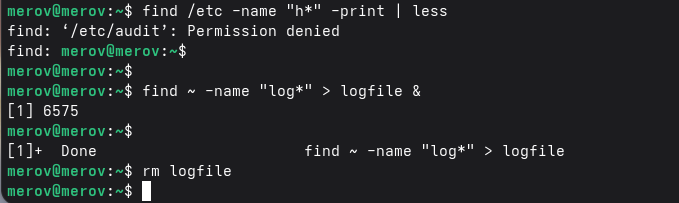 merov@merov:~$ find /etc -name "h*" -print | less
find: ‘/etc/audit’: Permission denied
find: merov@merov:~$
merov@merov:~$
merov@merov:~$ find ~ -name "log*" > logfile &
[1] 6575
merov@merov:~$
[1]+  Done                    find ~ -name "log*" > logfile
merov@merov:~$ rm logfile
merov@merov:~$